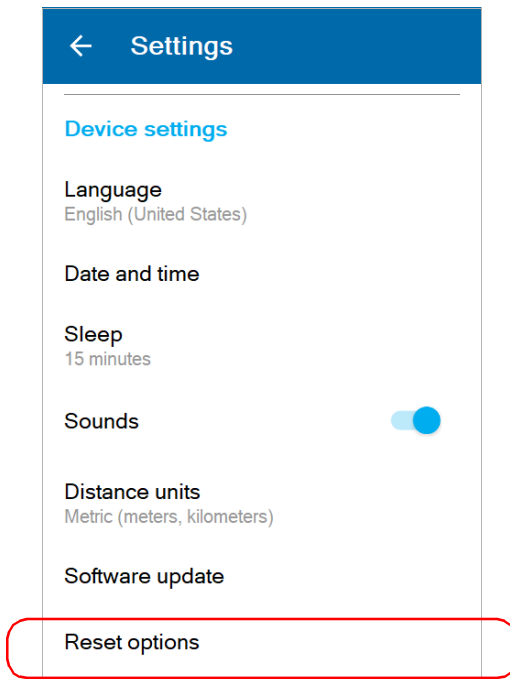 Settings
Device settings
Language
English (United States)
Date and time
Sleep
15 minutes
Sounds
Distance units
Metric (meters, kilometers)
Software update
Reset options